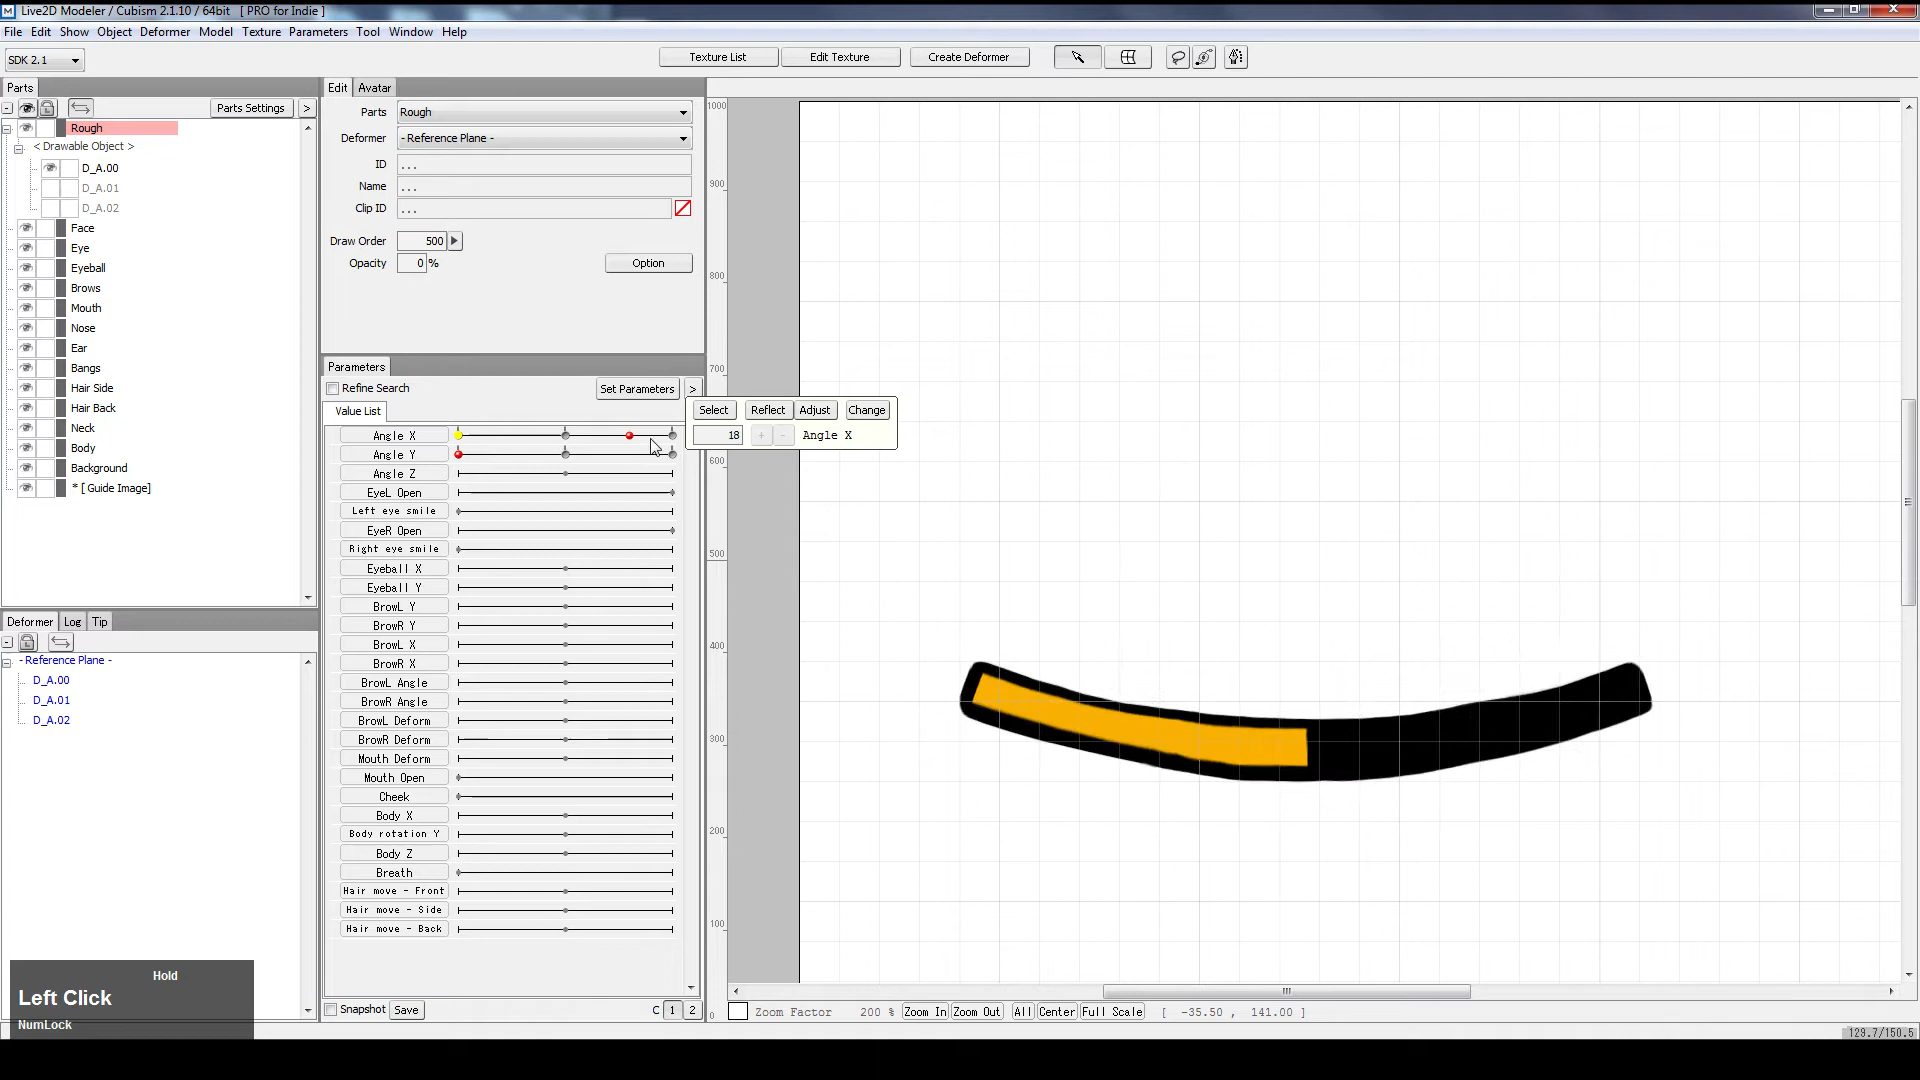 Live2D Modeler / Cubism 2.1.10 / 64bit [ PRO for Indie ]
File Edit Show Object Deformer Model Texture Parameters Tool Window Help
SDK 2.1 Texture List Edit Texture Create Deformer
Parts
Parts Settings >
Rough
< Drawable Object >
D_A.00
D_A.01
D_A.02
Face
Eye
Eyeball
Brows
Mouth
Nose
Ear
Bangs
Hair Side
Hair Back
Neck
Body
Background
* [ Guide Image]
Deformer Log Tip
- Reference Plane -
D_A.00
D_A.01
D_A.02
Hold
Left Click
NumLock
Edit Avatar
Parts Rough
Deformer - Reference Plane -
ID ...
Name ...
Clip ID ...
Draw Order 500
Opacity 0 %
Option
Parameters
Refine Search Set Parameters >
Value List
Angle X
Angle Y
Angle Z
EyeL Open
Left eye smile
EyeR Open
Right eye smile
Eyeball X
Eyeball Y
BrowL Y
BrowR Y
BrowL X
BrowR X
BrowL Angle
BrowR Angle
BrowL Deform
BrowR Deform
Mouth Deform
Mouth Open
Cheek
Body X
Body rotation Y
Body Z
Breath
Hair move - Front
Hair move - Side
Hair move - Back
Snapshot Save C 1 2
Select Reflect Adjust Change
18 + - Angle X
1000
900
800
700
600
500
400
300
200
100
0
Zoom Factor 200 % Zoom In Zoom Out All Center Full Scale [ -35.50 , 141.00 ]
129.7/150.5